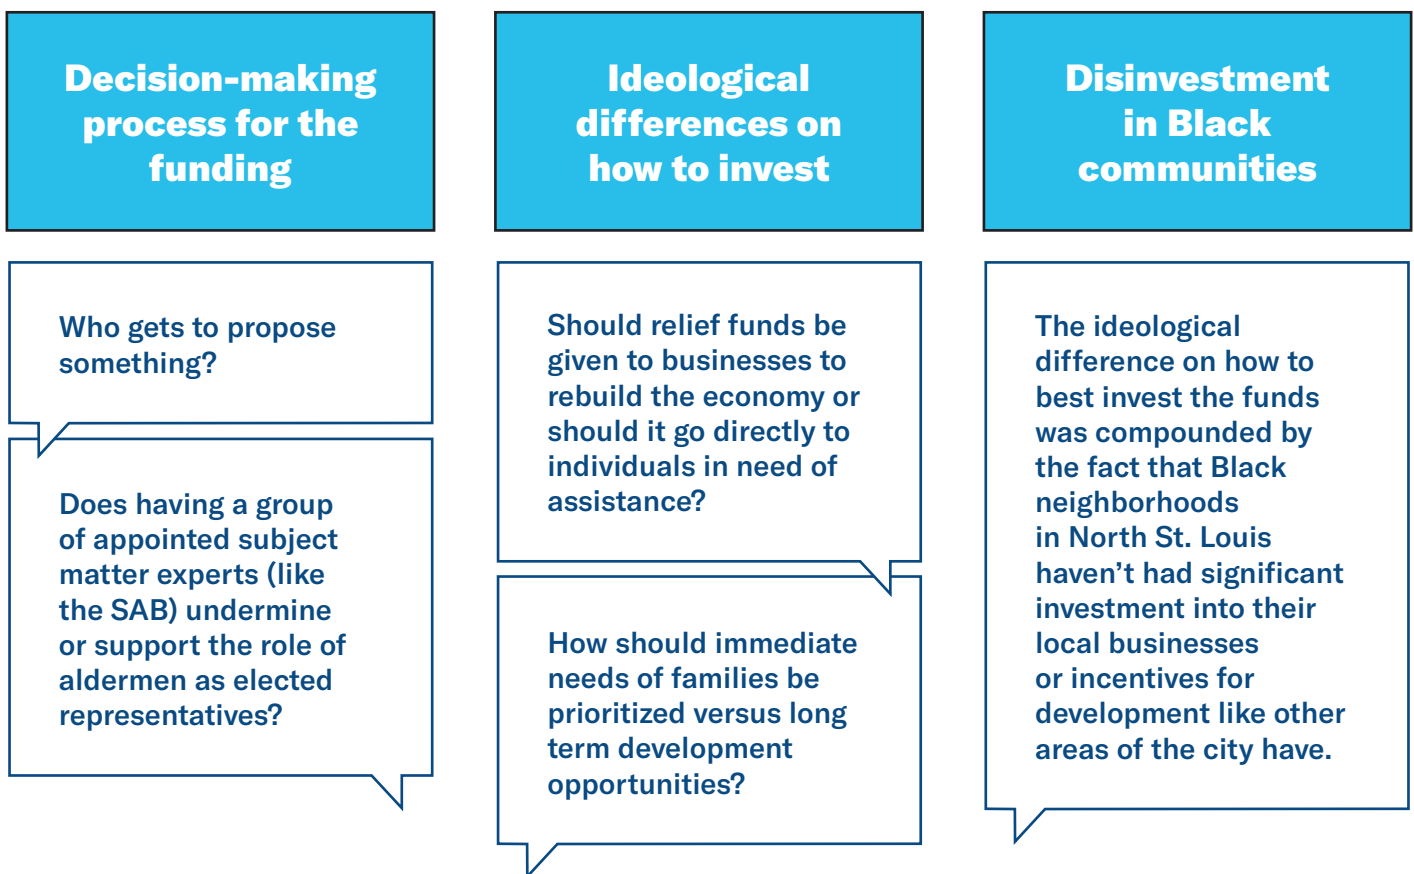 Decision-making
process for the
funding
Who gets to propose
something?
Does having a group
of appointed subject
matter experts (like
the SAB) undermine
or support the role of
aldermen as elected
representatives?
Ideological
differences on
how to invest
Should relief funds be
given to businesses to
rebuild the economy or
should it go directly to
individuals in need of
assistance?
How should immediate
needs of families be
prioritized versus long
term development
opportunities?
Disinvestment
in Black
communities
The ideological
difference on how to
best invest the funds
was compounded by
the fact that Black
neighborhoods
in North St. Louis
haven’t had significant
investment into their
local businesses
or incentives for
development like other
areas of the city have.